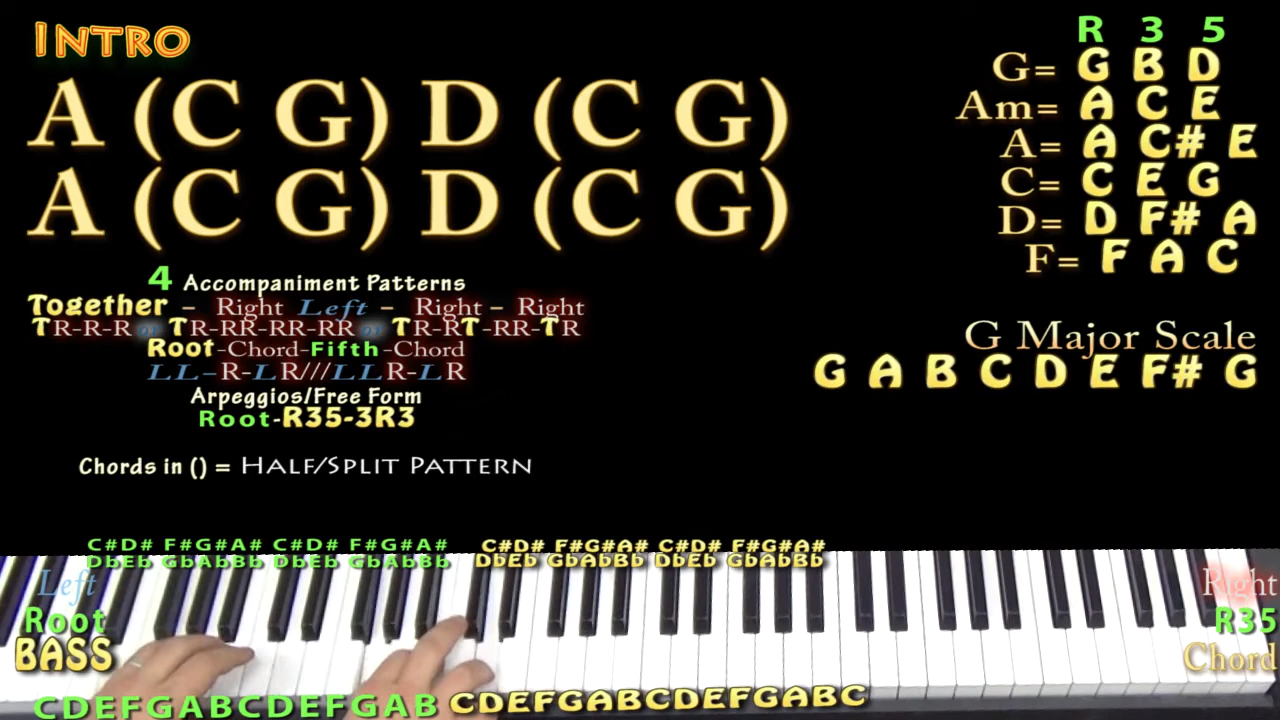 INTRO
A (C G) D (C G)
A (C G) D (C G)
4 Accompaniment Patterns
Together – Right Left – Right – Right
TR-R-R or TR-RR-RR-RR or TR-RT-RR-TR
Root-Chord-Fifth-Chord
LL-R-LR///LLR-LR
Arpeggios/Free Form
Root-R35-3R3
Chords in () = HALF/SPLIT PATTERN
R 3 5
G= G B D
Am= A C E
A= A C# E
C= C E G
D= D F# A
F= F A C
G Major Scale
G A B C D E F# G
C#D# F#G#A# C#D# F#G#A# C#D# F#G#A# C#D# F#G#A#
DbEb GbAbBb DbEb GbAbBb DbEb GbAbBb DbEb GbAbBb
Left
Root
BASS
Right
R35
Chord
CDEFGABCDEFGAB CDEFGABCDEFGABC